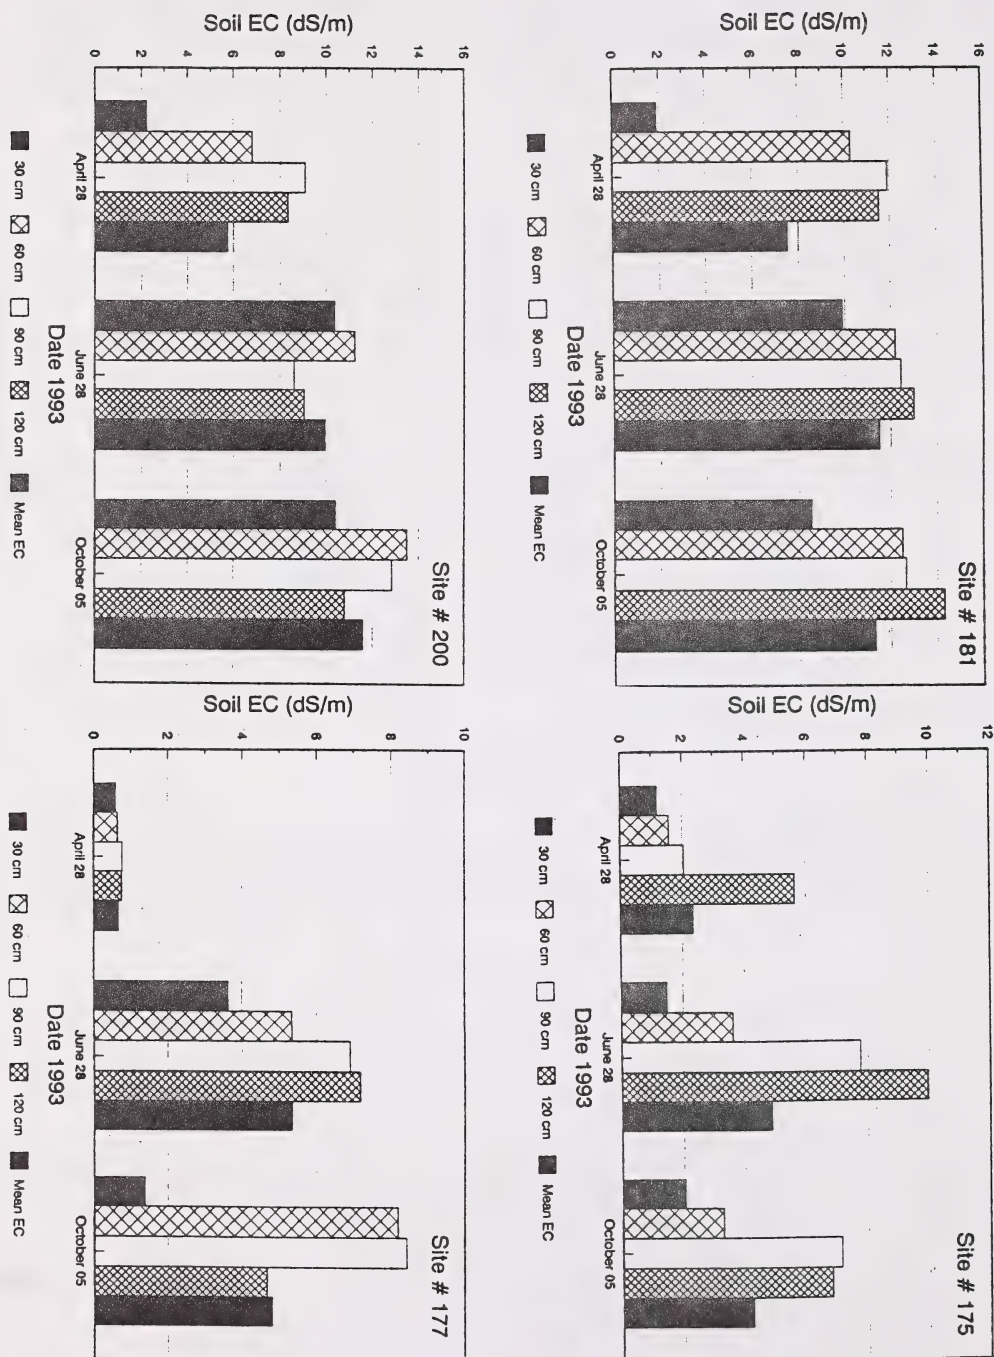 Site # 181
Soil EC (dS/m)
16
14
12
10
8
6
4
2
0
April 28
June 28
October 05
Date 1993
30 cm 60 cm 90 cm 120 cm Mean EC
Site # 175
Soil EC (dS/m)
12
10
8
6
4
2
0
April 28
June 28
October 05
Date 1993
30 cm 60 cm 90 cm 120 cm Mean EC
Site # 200
Soil EC (dS/m)
16
14
12
10
8
6
4
2
0
April 28
June 28
October 05
Date 1993
30 cm 60 cm 90 cm 120 cm Mean EC
Site # 177
Soil EC (dS/m)
10
8
6
4
2
0
April 28
June 28
October 05
Date 1993
30 cm 60 cm 90 cm 120 cm Mean EC